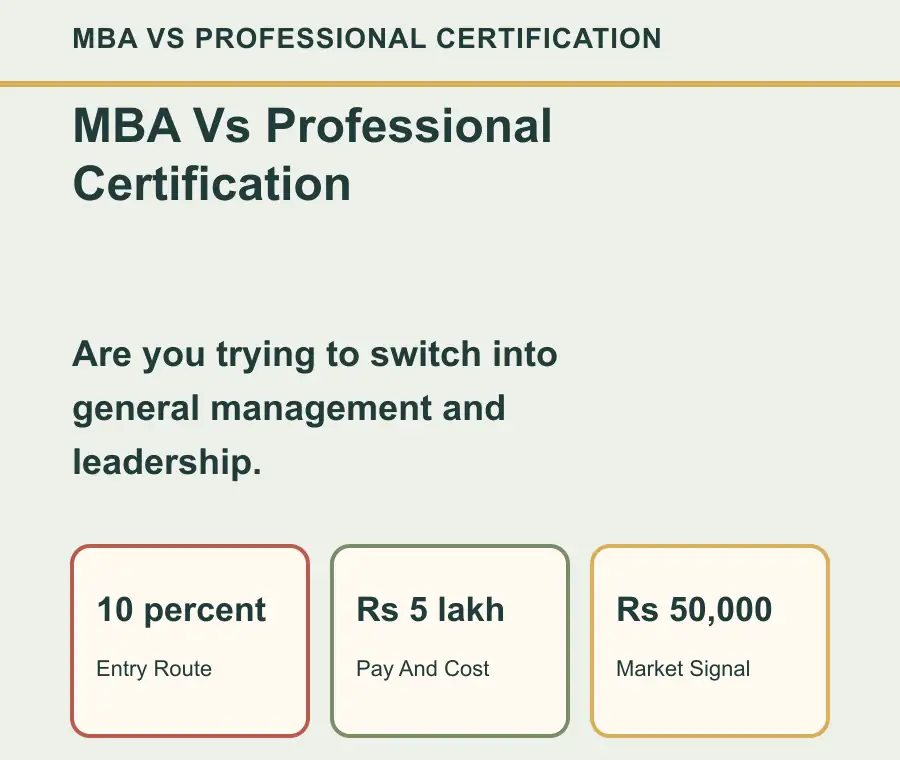 MBA VS PROFESSIONAL CERTIFICATION
MBA Vs Professional
Certification
Are you trying to switch into
general management and
leadership.
10 percent
Entry Route
Rs 5 lakh
Pay And Cost
Rs 50,000
Market Signal